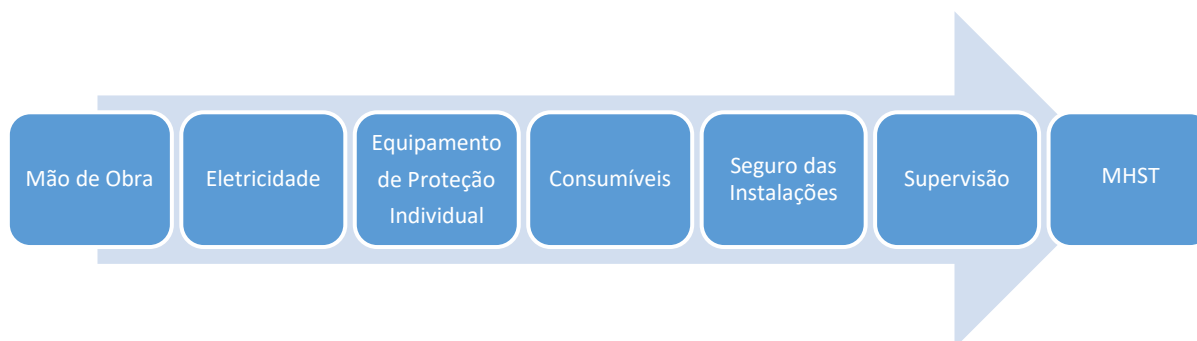 Mão de Obra
Eletricidade
Equipamento
de Proteção
Individual
Consumíveis
Seguro das
Instalações
Supervisão
MHST